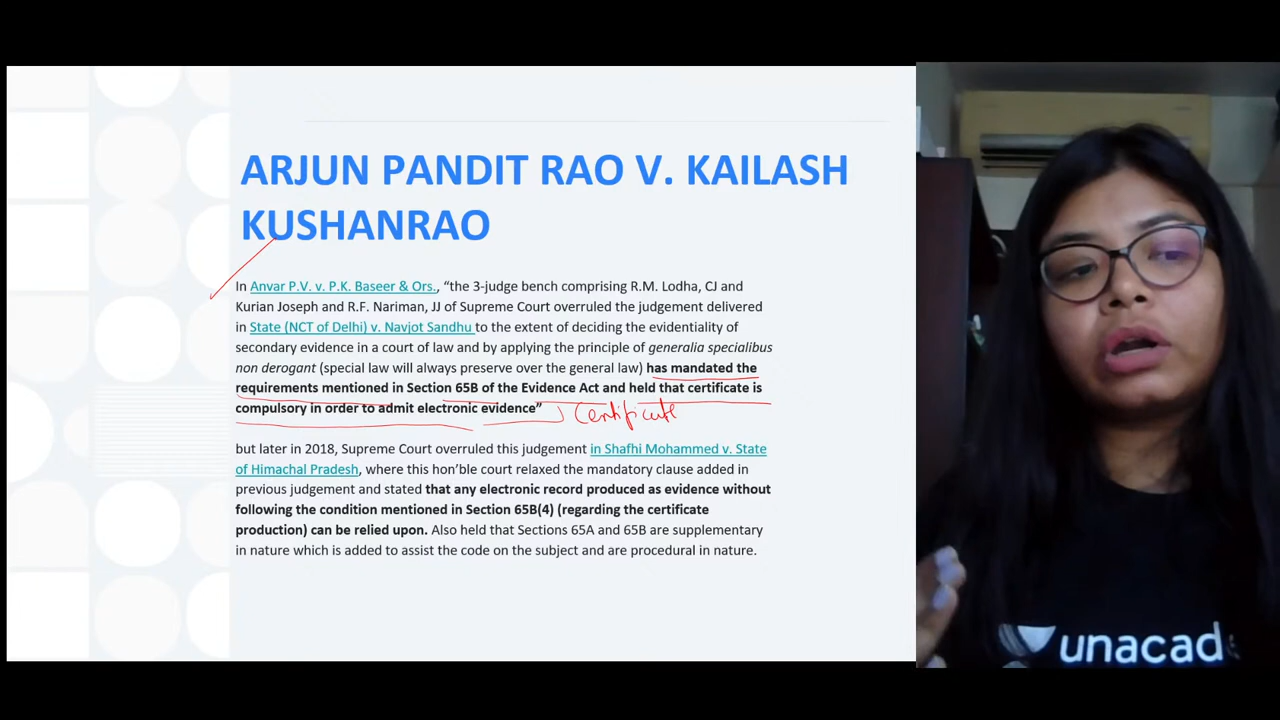 ARJUN PANDIT RAO V. KAILASH
KUSHANRAO
In Anvar P.V. v. P.K. Baseer & Ors., “the 3-judge bench comprising R.M. Lodha, CJ and
Kurian Joseph and R.F. Nariman, JJ of Supreme Court overruled the judgement delivered
in State (NCT of Delhi) v. Navjot Sandhu to the extent of deciding the evidentiality of
secondary evidence in a court of law and by applying the principle of generalia specialibus
non derogant (special law will always preserve over the general law) has mandated the
requirements mentioned in Section 65B of the Evidence Act and held that certificate is
compulsory in order to admit electronic evidence”
Certificate
but later in 2018, Supreme Court overruled this judgement in Shafhi Mohammed v. State
of Himachal Pradesh, where this hon’ble court relaxed the mandatory clause added in
previous judgement and stated that any electronic record produced as evidence without
following the condition mentioned in Section 65B(4) (regarding the certificate
production) can be relied upon. Also held that Sections 65A and 65B are supplementary
in nature which is added to assist the code on the subject and are procedural in nature.
unacad